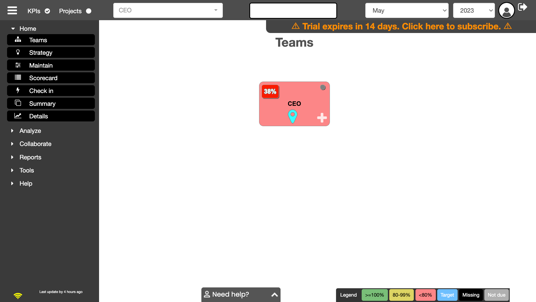 KPIs
Projects
CEO
May
2023
⚠ Trial expires in 14 days. Click here to subscribe. ⚠
Home
Teams
Strategy
Maintain
Scorecard
Check in
Summary
Details
Analyze
Collaborate
Reports
Tools
Help
Last update by 4 hours ago
Teams
38%
CEO
Need help?
Legend
>=100%
80-99%
<80%
Target
Missing
Not due